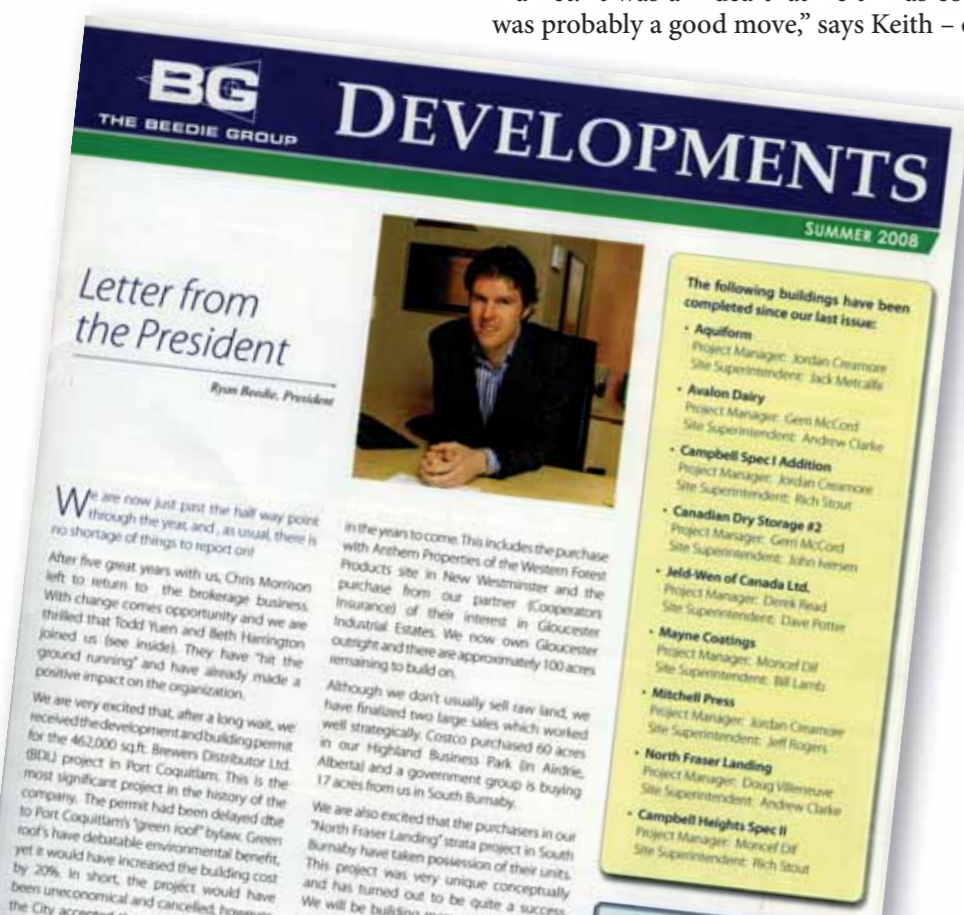 was probably a good move,” says Keith –
BG
THE BEEDIE GROUP
DEVELOPMENTS
SUMMER 2008
Letter from
the President
Ryan Beedie, President
We are now just past the half way point
through the year, and , as usual, there is
no shortage of things to report on!
After five great years with us, Chris Morrison
left to return to the brokerage business.
With change comes opportunity and we are
thrilled that Todd Yuen and Beth Harrington
joined us (see inside). They have "hit the
ground running" and have already made a
positive impact on the organization.
We are very excited that, after a long wait, we
received the development and building permit
for the 462,000 sq.ft. Brewers Distributor Ltd.
(BDL) project in Port Coquitlam. This is the
most significant project in the history of the
company. The permit had been delayed due
to Port Coquitlam's "green roof" bylaw. Green
roof's have debatable environmental benefit,
yet it would have increased the building cost
by 20%. In short, the project would have
been uneconomical and cancelled, however
the City accepted
in the years to come. This includes the purchase
with Anthem Properties of the Western Forest
Products site in New Westminster and the
purchase from our partner (Cooperators
Insurance) of their interest in Gloucester
Industrial Estates. We now own Gloucester
outright and there are approximately 100 acres
remaining to build on.
Although we don't usually sell raw land, we
have finalized two large sales which worked
well strategically. Costco purchased 60 acres
in our Highland Business Park (in Airdrie,
Alberta) and a government group is buying
17 acres from us in South Burnaby.
We are also excited that the purchasers in our
"North Fraser Landing" strata project in South
Burnaby have taken possession of their units.
This project was very unique conceptually
and has turned out to be quite a success.
We will be building
The following buildings have been
completed since our last issue:
• Aquiform
Project Manager: Jordan Creamore
Site Superintendent: Jack Metcalfe
• Avalon Dairy
Project Manager: Gerri McCord
Site Superintendent: Andrew Clarke
• Campbell Spec I Addition
Project Manager: Jordan Creamore
Site Superintendent: Rich Stout
• Canadian Dry Storage #2
Project Manager: Gerri McCord
Site Superintendent: John Iversen
• Jeld-Wen of Canada Ltd.
Project Manager: Derek Read
Site Superintendent: Dave Potter
• Mayne Coatings
Project Manager: Moncef Dif
Site Superintendent: Bill Lamb
• Mitchell Press
Project Manager: Jordan Creamore
Site Superintendent: Jeff Rogers
• North Fraser Landing
Project Manager: Doug Villeneuve
Site Superintendent: Andrew Clarke
• Campbell Heights Spec II
Project Manager: Moncef Dif
Site Superintendent: Rich Stout